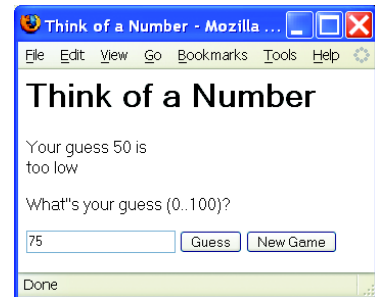 Think of a Number - Mozilla ...
File Edit View Go Bookmarks Tools Help
Think of a Number
Your guess 50 is
too low
What"s your guess (0..100)?
75 Guess New Game
Done